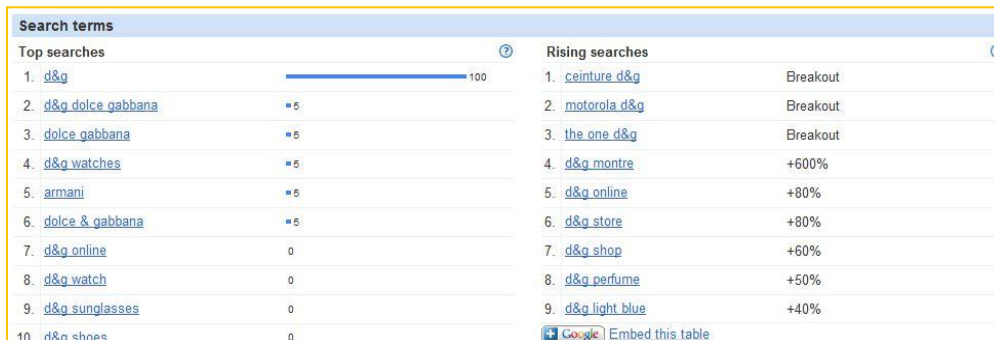 Search terms
Top searches
1. d&g 100
2. d&g dolce gabbana 5
3. dolce gabbana 5
4. d&g watches 5
5. armani 5
6. dolce & gabbana 5
7. d&g online 0
8. d&g watch 0
9. d&g sunglasses 0
10. d&g shoes 0
Rising searches
1. ceinture d&g Breakout
2. motorola d&g Breakout
3. the one d&g Breakout
4. d&g montre +600%
5. d&g online +80%
6. d&g store +80%
7. d&g shop +60%
8. d&g perfume +50%
9. d&g light blue +40%
Google Embed this table